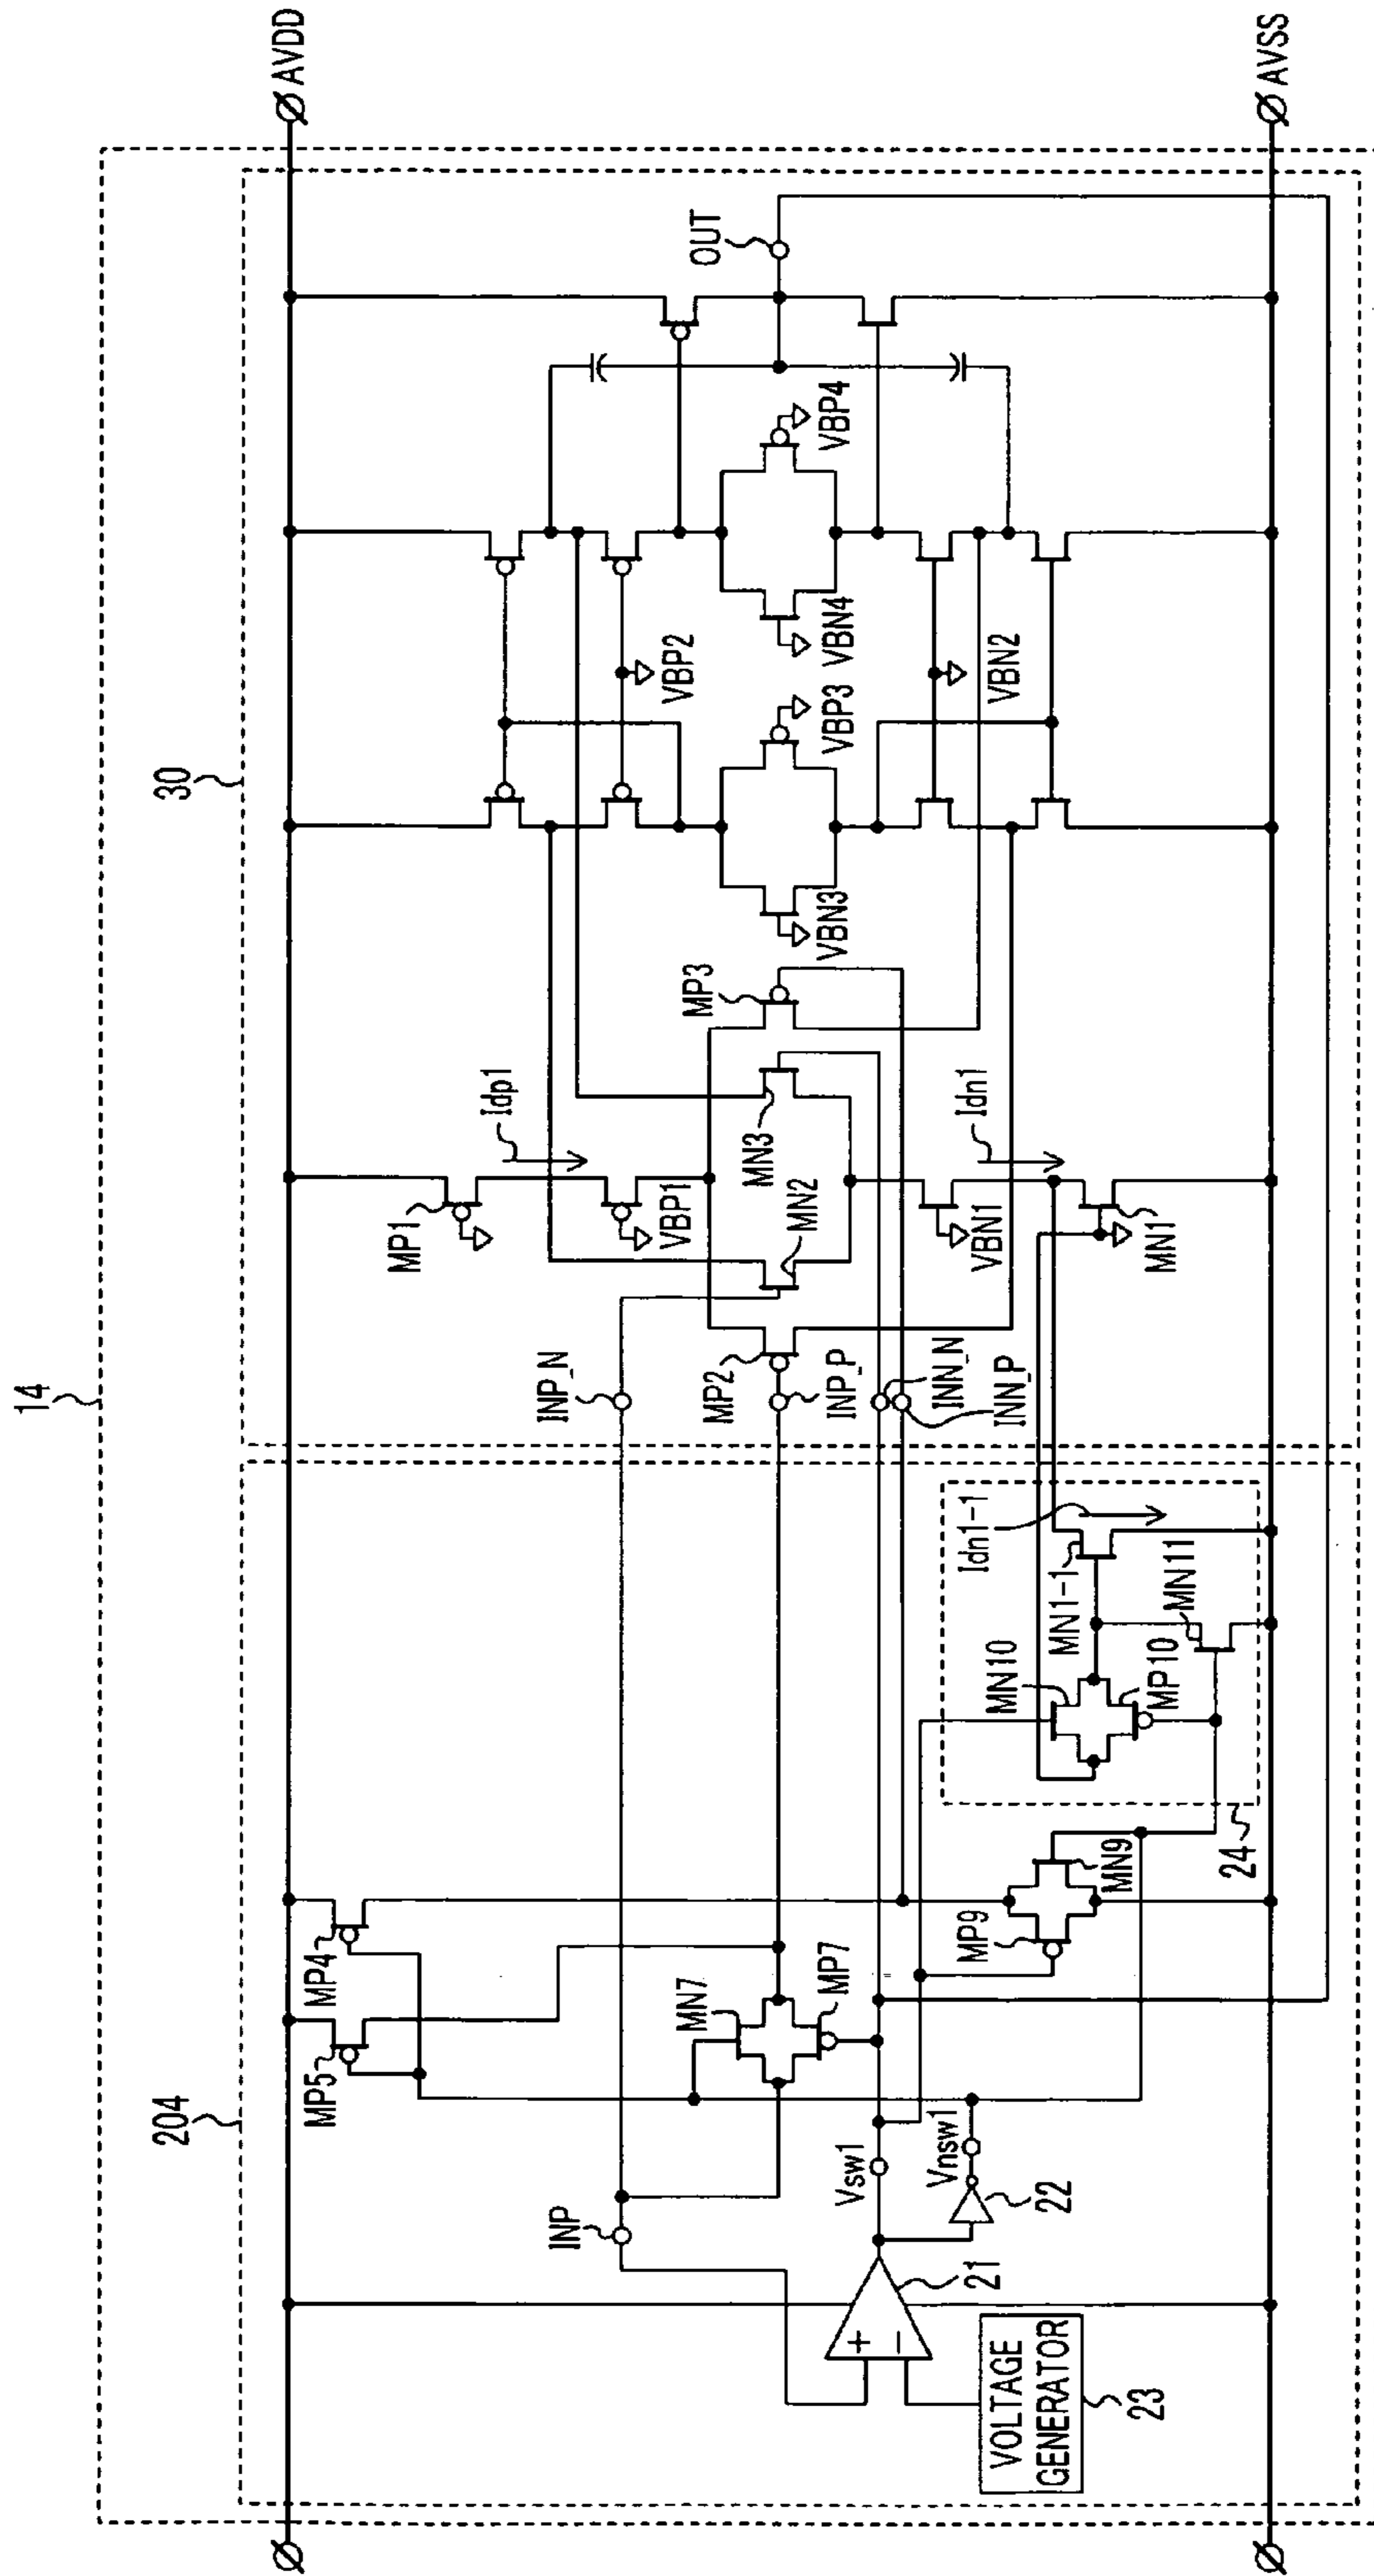 14
204
30
AVDD
MP5
MP4
MP1
Idp1
VBP1
INP
INP_N
MN7
MP7
MP2
INP_P
MN2
MN3
MP3
INN_N
INN_P
VBP2
VBN3
VBP3
VBN4
VBP4
OUT
Vsw1
Vnsw1
21
22
+
−
VOLTAGE
GENERATOR
23
MP9
MN9
24
MN10
MP10
MN1-1
MN11
Idn1-1
VBN1
Idn1
MN1
VBN2
AVSS